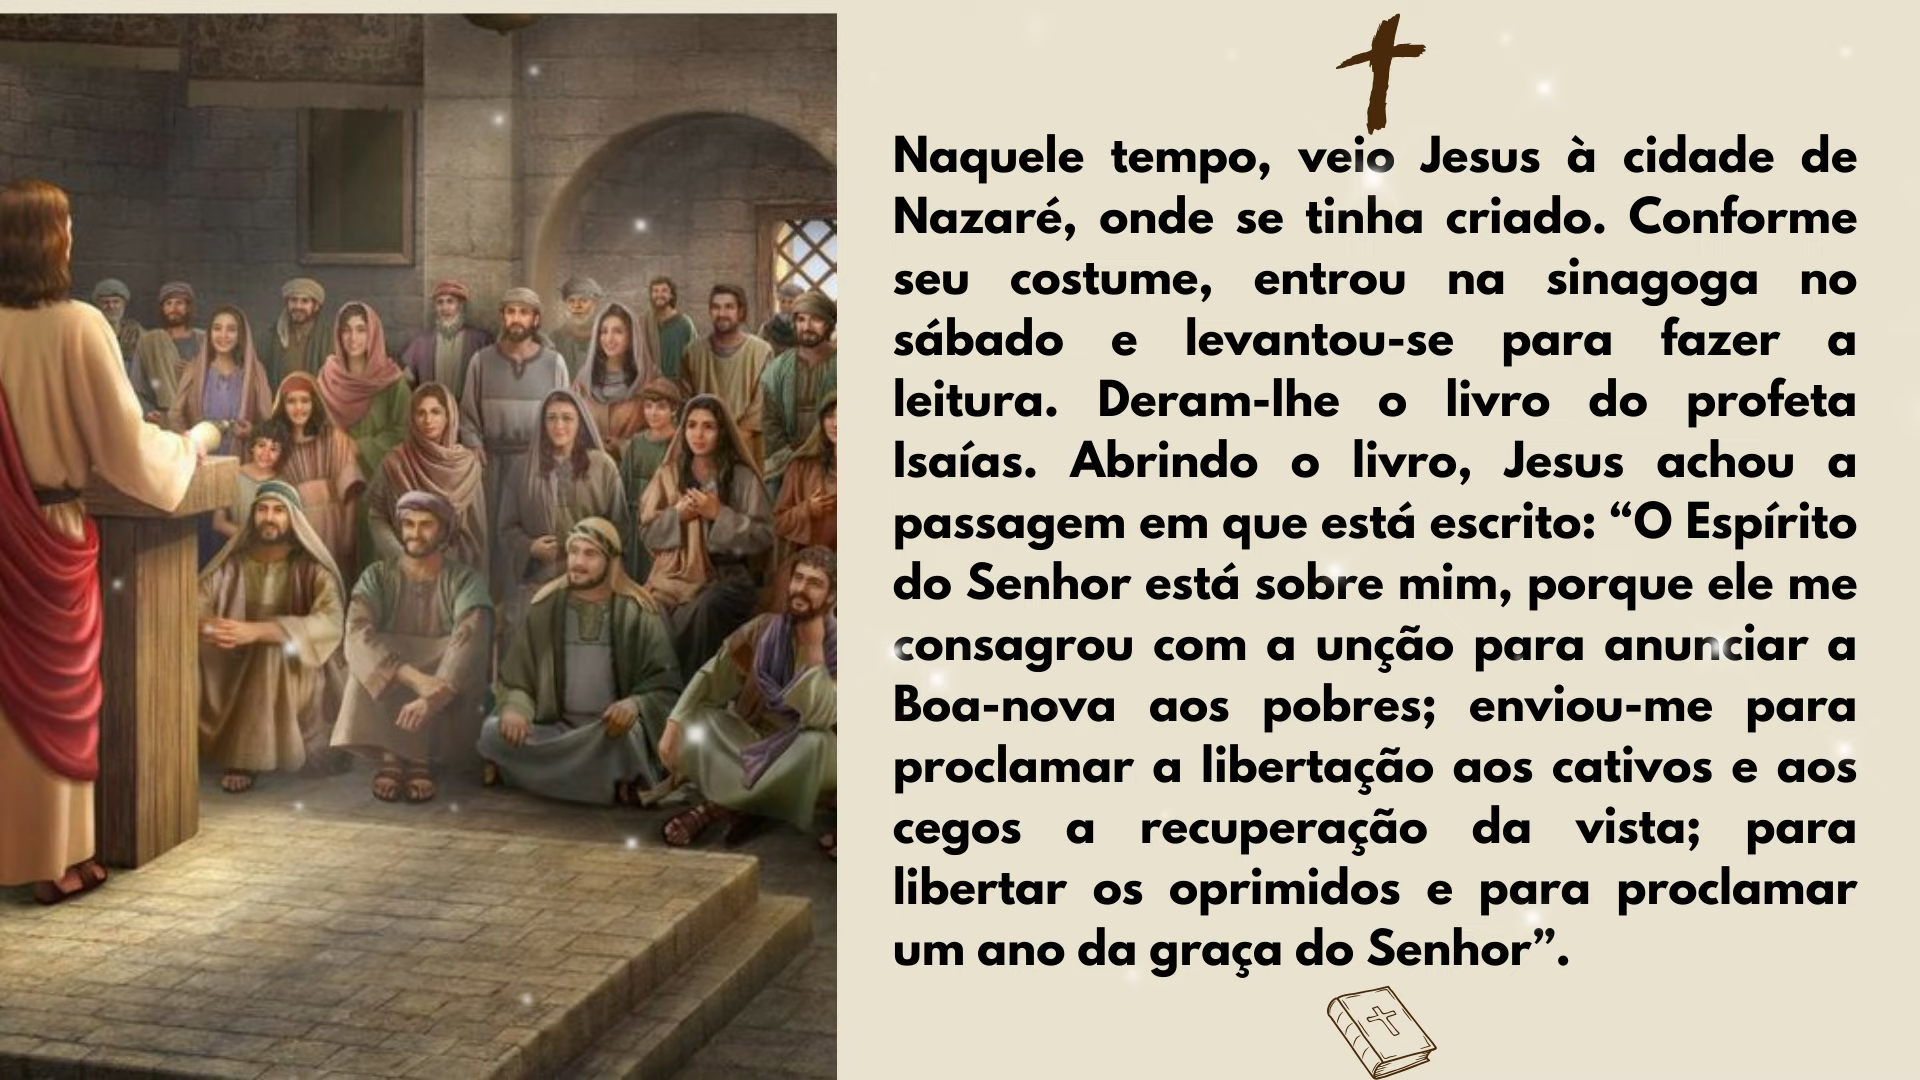 Naquele tempo, veio Jesus à cidade de
Nazaré, onde se tinha criado. Conforme
seu costume, entrou na sinagoga no
sábado e levantou-se para fazer a
leitura. Deram-lhe o livro do profeta
Isaías. Abrindo o livro, Jesus achou a
passagem em que está escrito: “O Espírito
do Senhor está sobre mim, porque ele me
consagrou com a unção para anunciar a
Boa-nova aos pobres; enviou-me para
proclamar a libertação aos cativos e aos
cegos a recuperação da vista; para
libertar os oprimidos e para proclamar
um ano da graça do Senhor”.